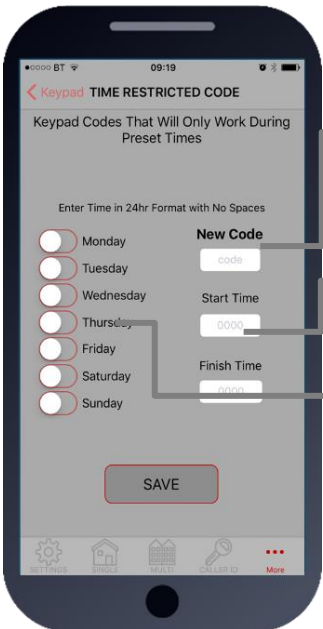 BT 09:19
Keypad TIME RESTRICTED CODE
Keypad Codes That Will Only Work During
Preset Times
Enter Time in 24hr Format with No Spaces
New Code
code
Monday
Tuesday
Wednesday
Thursday
Friday
Saturday
Sunday
Start Time
0000
Finish Time
0000
SAVE
SETTINGS SINGLE MULTI CALLER ID More